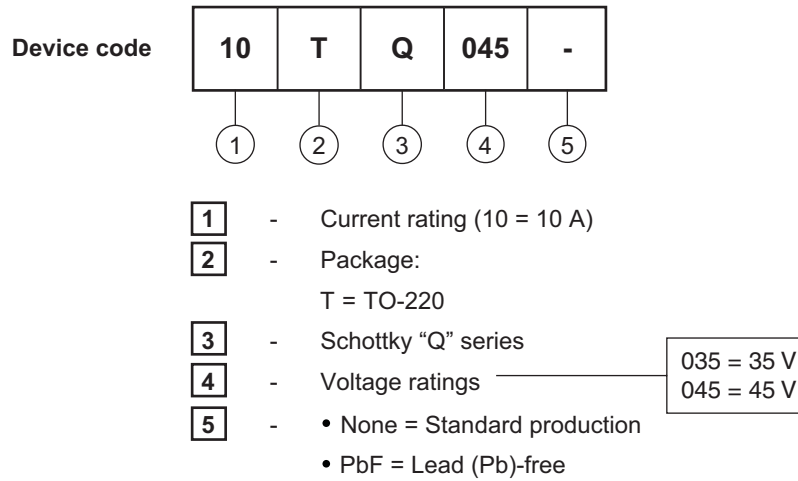 Device code 10 T Q 045 -
1 2 3 4 5
1 - Current rating (10 = 10 A)
2 - Package:
T = TO-220
3 - Schottky “Q” series
4 - Voltage ratings
035 = 35 V
045 = 45 V
5 - • None = Standard production
• PbF = Lead (Pb)-free